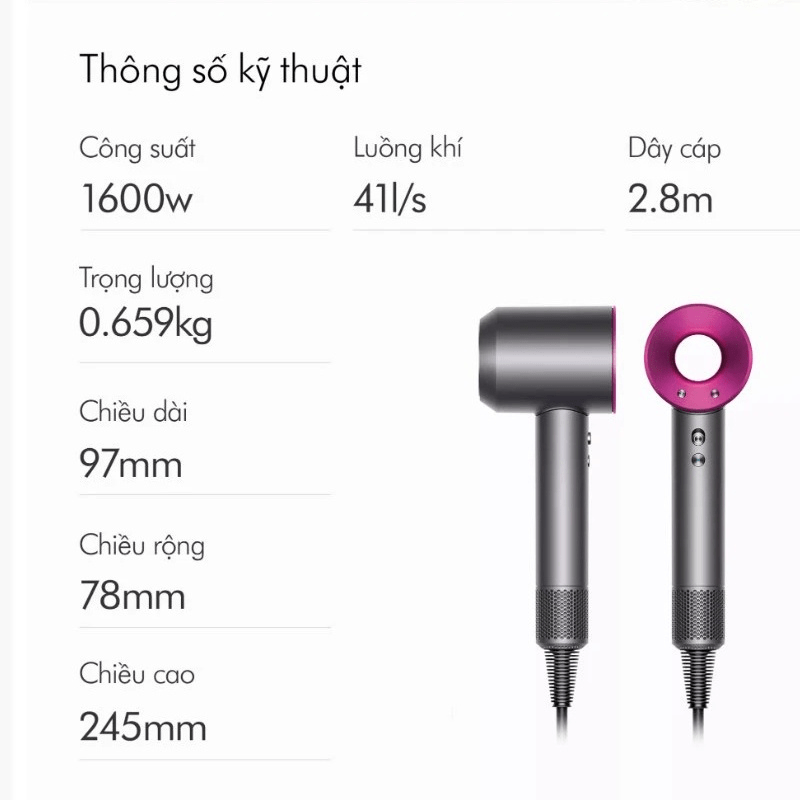 Thông số kỹ thuật
Công suất
1600w
Luồng khí
41l/s
Dây cáp
2.8m
Trọng lượng
0.659kg
Chiều dài
97mm
Chiều rộng
78mm
Chiều cao
245mm